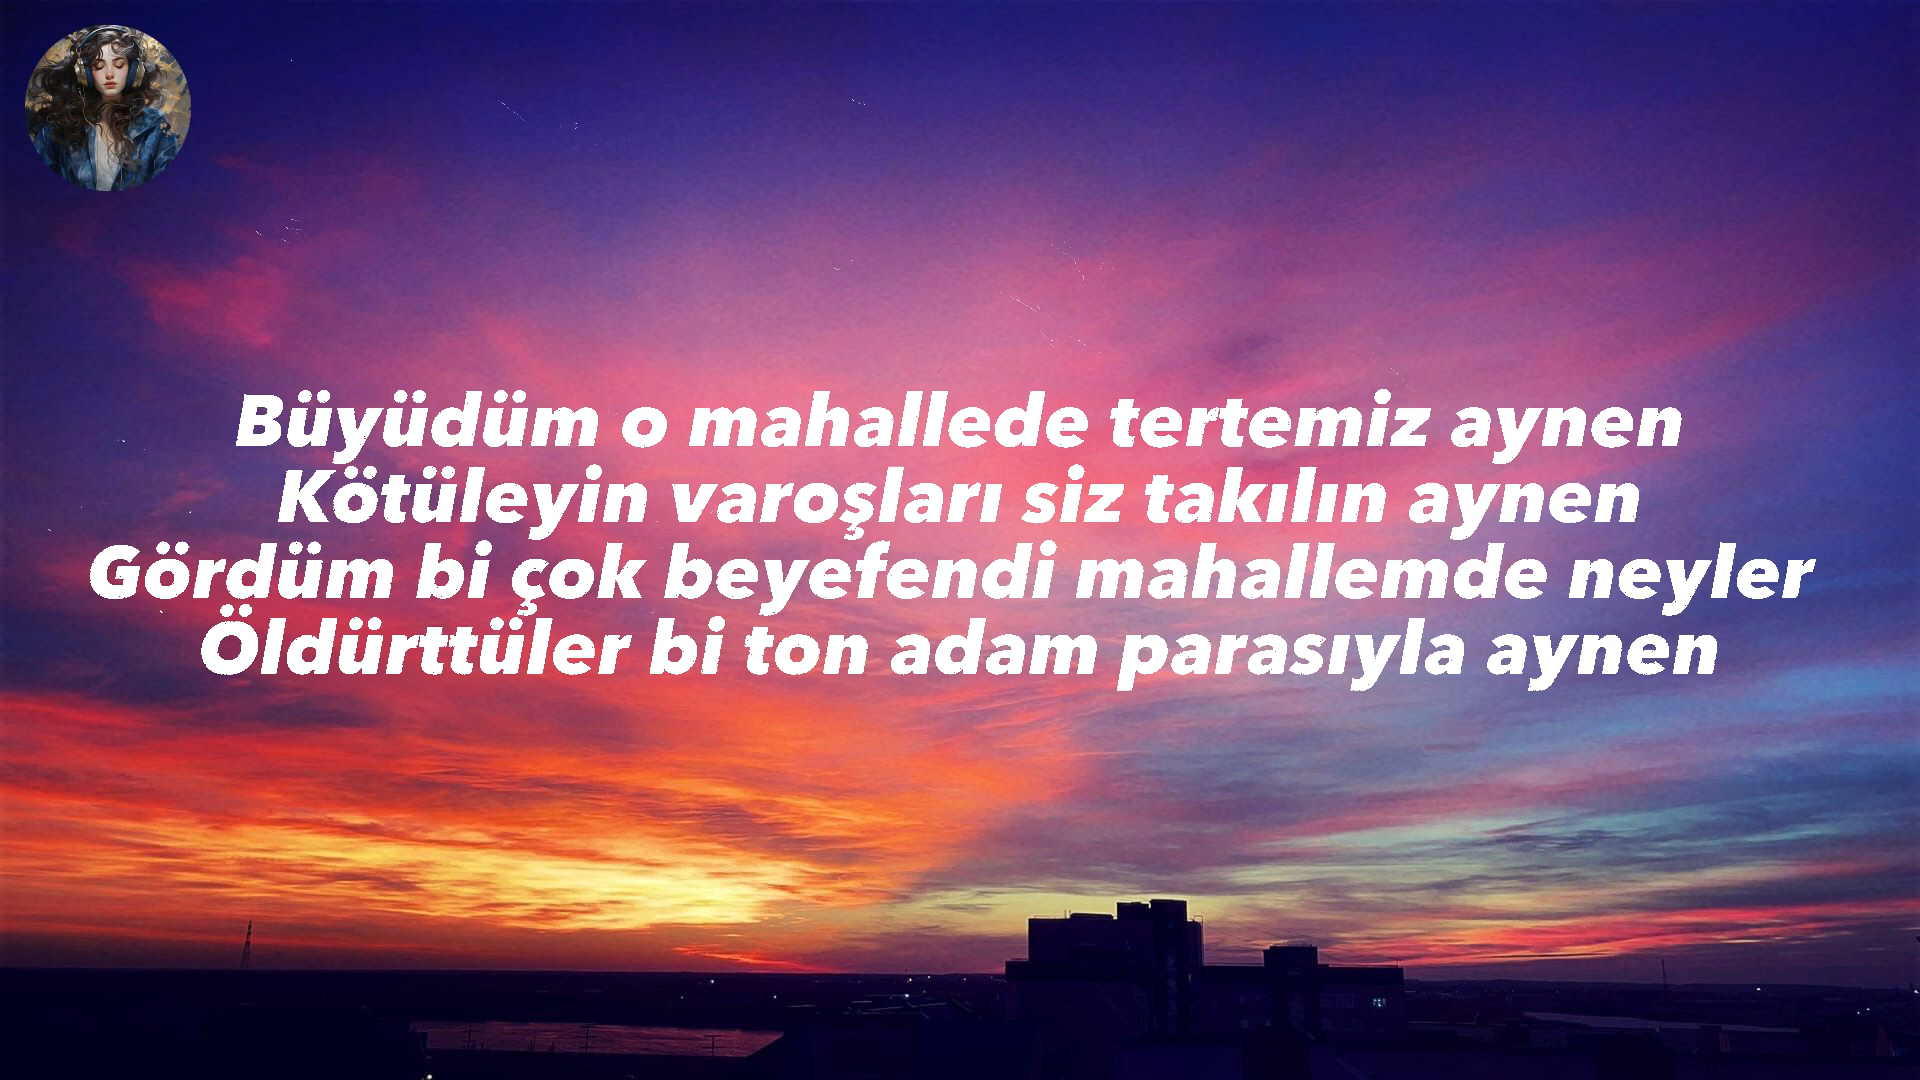 Büyüdüm o mahallede tertemiz aynen
Kötüleyin varoşları siz takılın aynen
Gördüm bi çok beyefendi mahallemde neyler
Öldürttüler bi ton adam parasıyla aynen